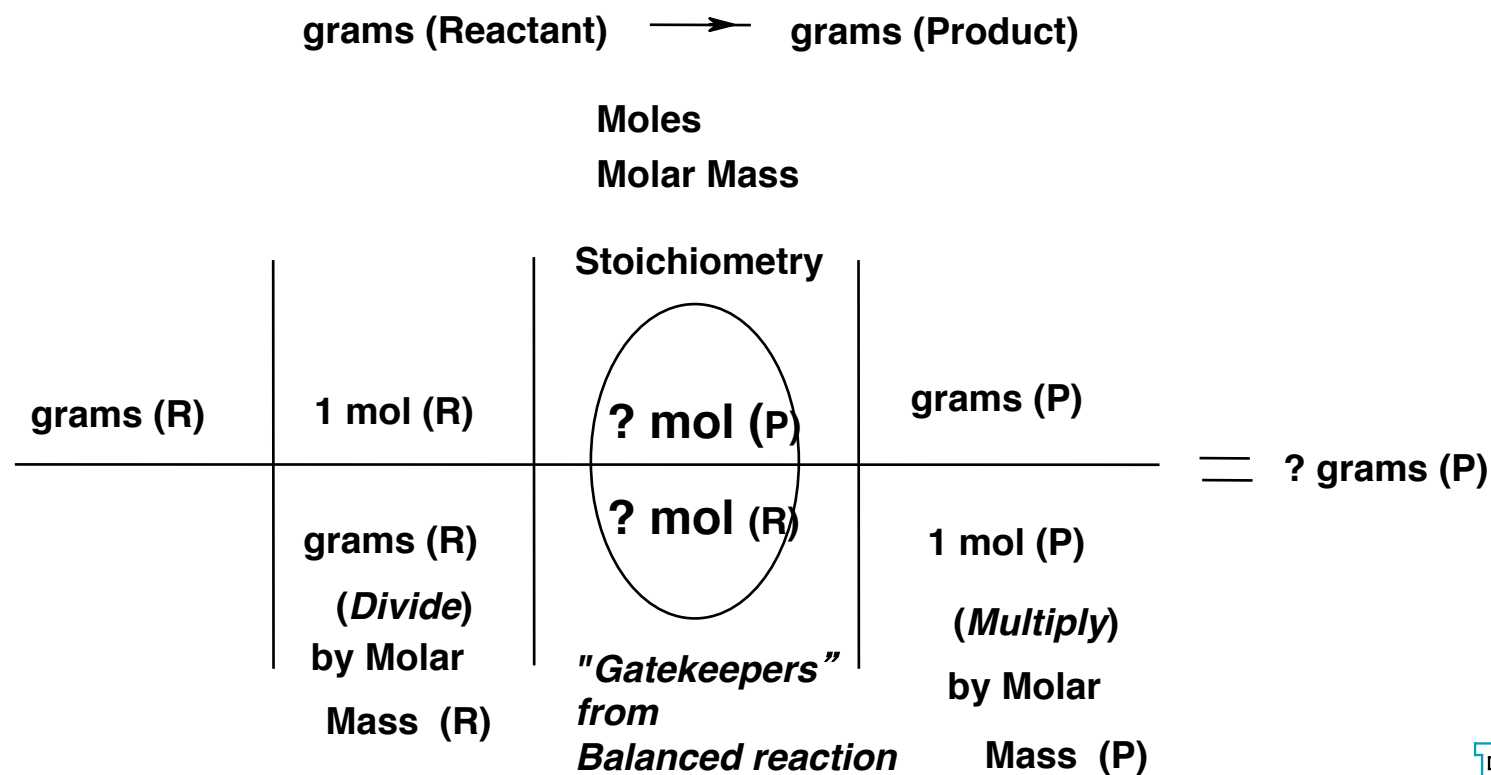 grams (Reactant) grams (Product)
Moles
Molar Mass
Stoichiometry
grams (R) 1 mol (R) ? mol (P) grams (P)
= ? grams (P)
grams (R) ? mol (R) 1 mol (P)
(Divide) (Multiply)
by Molar "Gatekeepers” by Molar
Mass (R) from
Balanced reaction Mass (P)